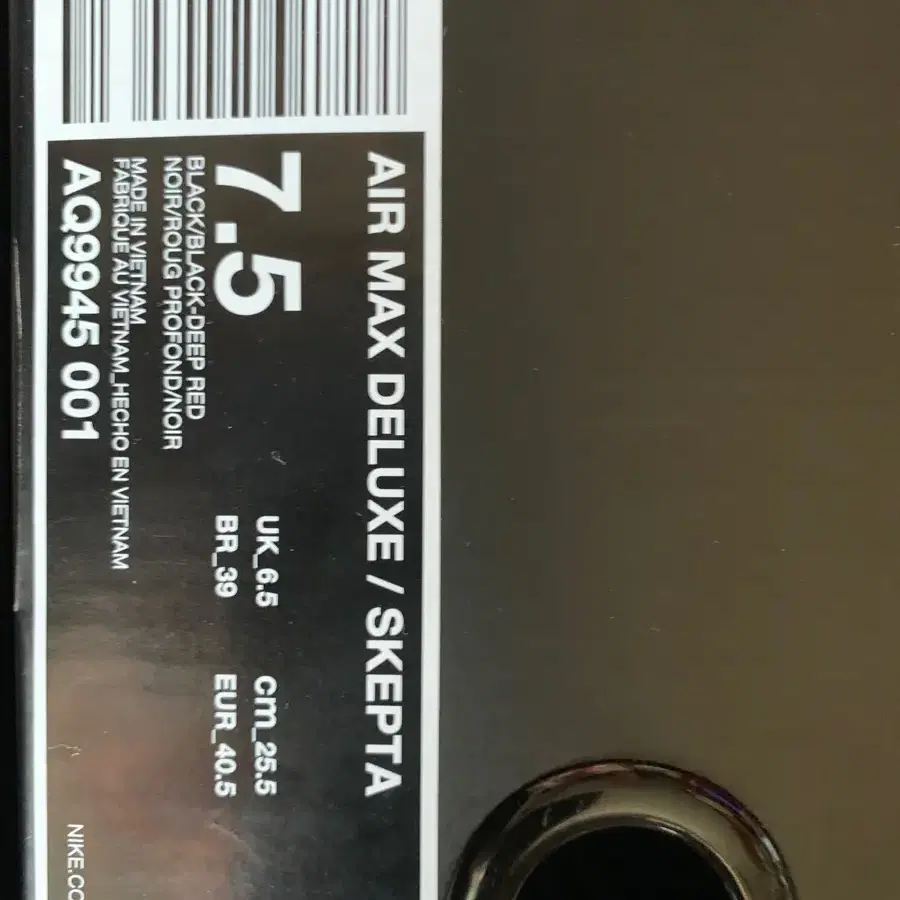 AIR MAX DELUXE / SKEPTA
7.5
UK_6.5 cm_25.5
BR_39 EUR_40.5
BLACK/BLACK-DEEP RED
NOIR/ROUG PROFOND/NOIR
MADE IN VIETNAM
FABRIQUE AU VIETNAM_HECHO EN VIETNAM
AQ9945 001
NIKE.CO